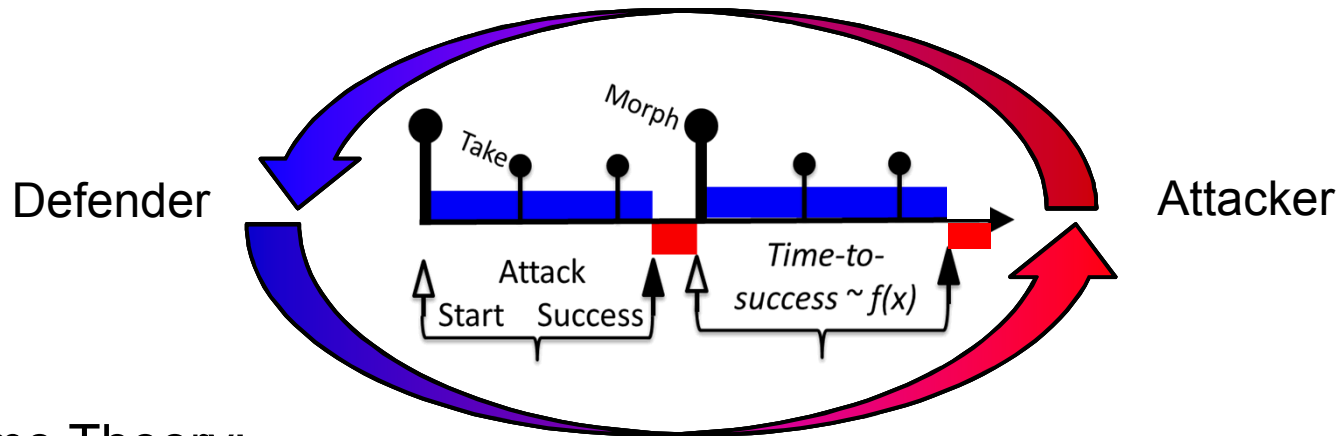 Morph
Take
Defender
Attacker
Attack
Start Success
Time-to-
success ~ f(x)